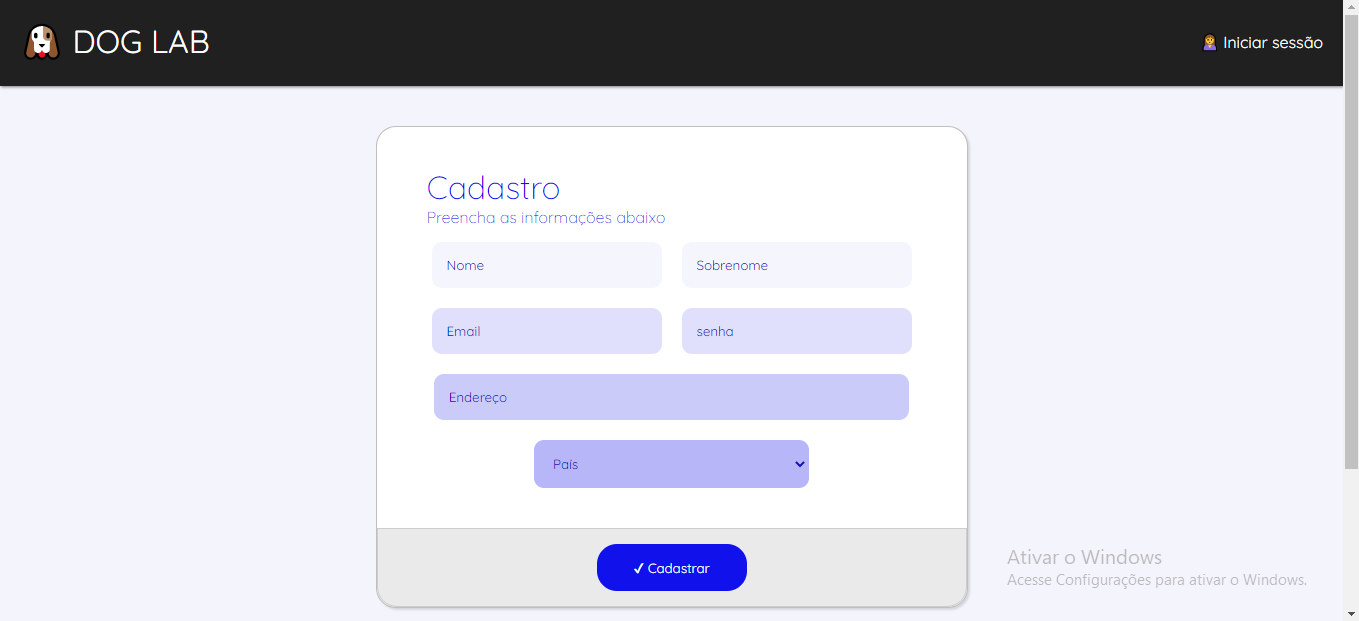 DOG LAB
Iniciar sessão
Cadastro
Preencha as informações abaixo
Nome
Sobrenome
Email
senha
Endereço
País
✓ Cadastrar
Ativar o Windows
Acesse Configurações para ativar o Windows.